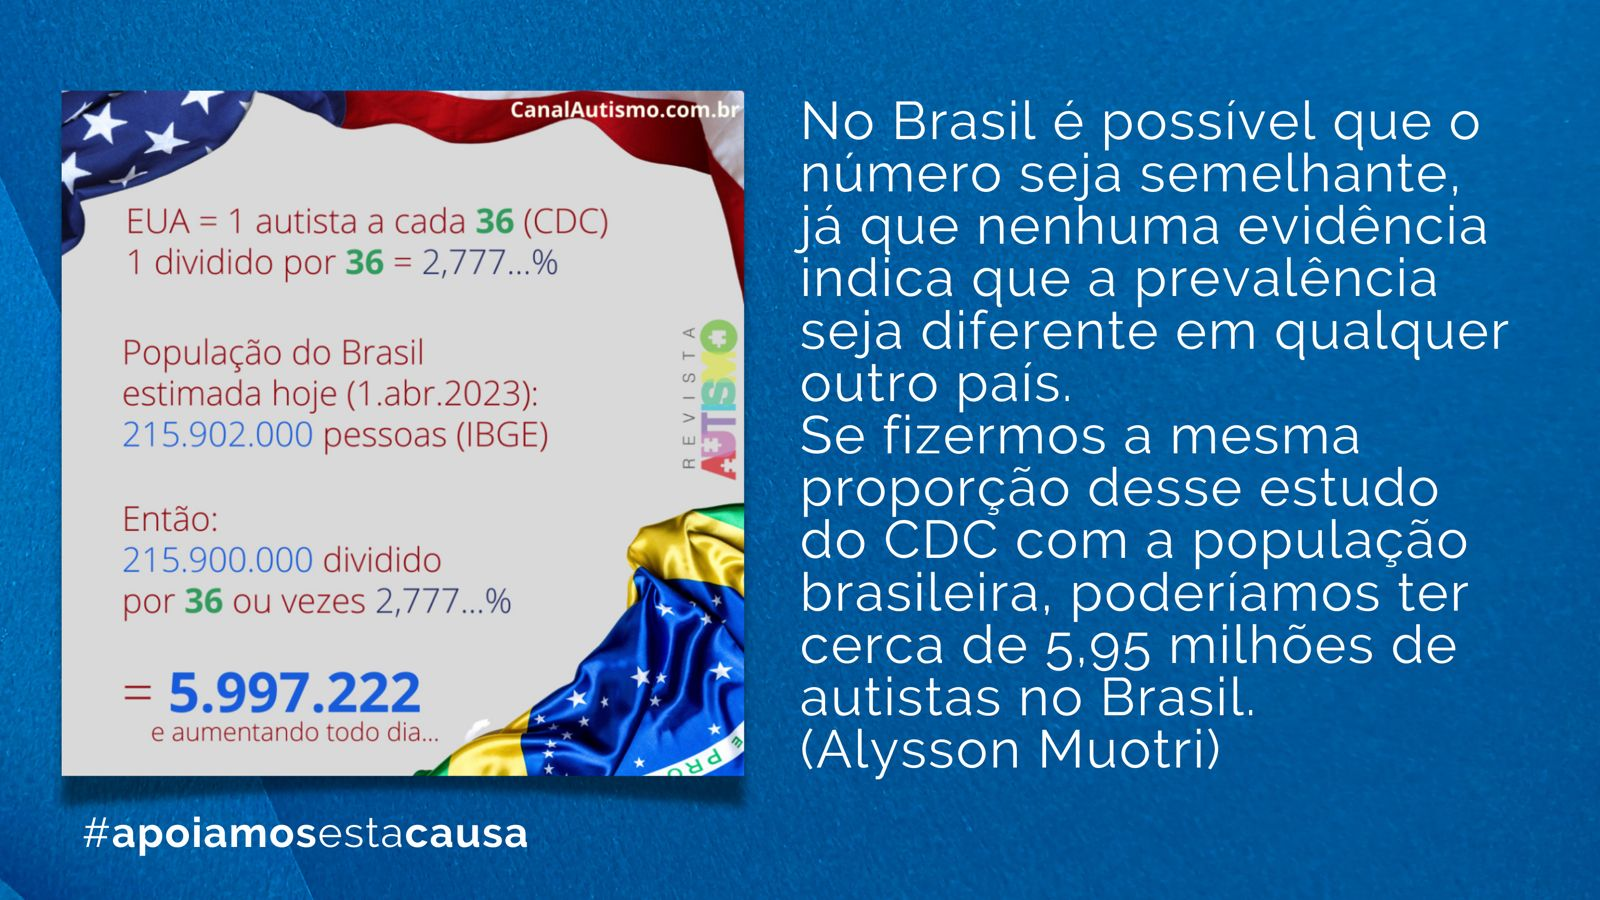 CanalAutismo.com.br
EUA = 1 autista a cada 36 (CDC)
1 dividido por 36 = 2,777...%
População do Brasil
estimada hoje (1.abr.2023):
215.902.000 pessoas (IBGE)
Então:
215.900.000 dividido
por 36 ou vezes 2,777...%
= 5.997.222
e aumentando todo dia...
REVISTA
AUTISMO
E PRO
#apoiamosestacausa
No Brasil é possível que o
número seja semelhante,
já que nenhuma evidência
indica que a prevalência
seja diferente em qualquer
outro país.
Se fizermos a mesma
proporção desse estudo
do CDC com a população
brasileira, poderíamos ter
cerca de 5,95 milhões de
autistas no Brasil.
(Alysson Muotri)